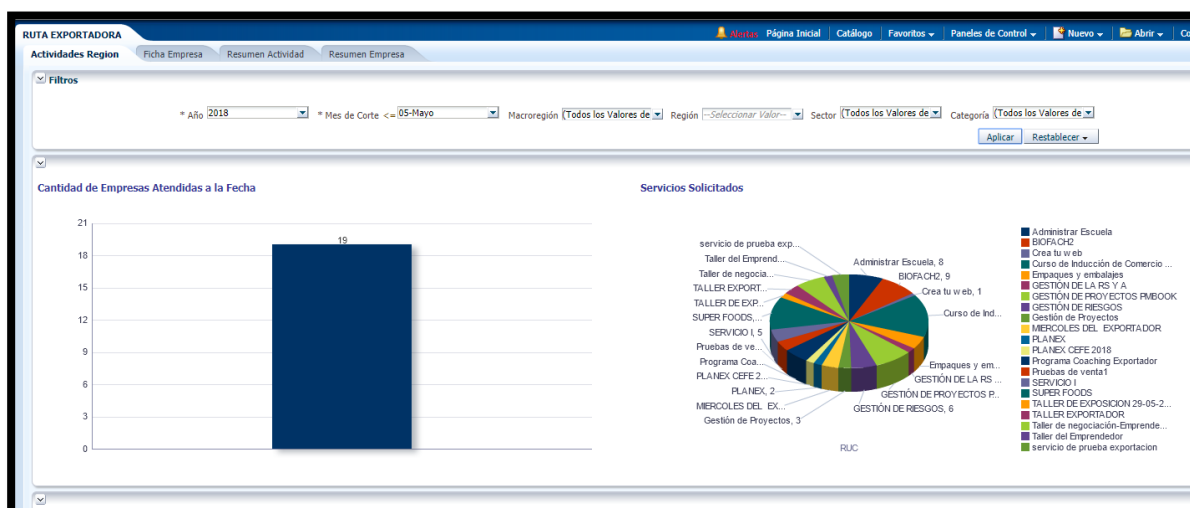 RUTA EXPORTADORA
Alertas Página Inicial Catálogo Favoritos Paneles de Control Nuevo Abrir Co
Actividades Region Ficha Empresa Resumen Actividad Resumen Empresa
Filtros
* Año 2018 * Mes de Corte <= 05-Mayo Macroregión (Todos los Valores de Región --Seleccionar Valor-- Sector (Todos los Valores de Categoría (Todos los Valores de
Aplicar Restablecer
Cantidad de Empresas Atendidas a la Fecha
21
18
15
12
9
6
3
0
19
Servicios Solicitados
servicio de prueba exp...
Taller del Emprend...
Taller de negocia...
TALLER EXPORT...
TALLER DE EXP...
SUPER FOODS,...
SERVICIO I, 5
Pruebas de ve...
Programa Coa...
PLANEX CEFE 2...
PLANEX, 2
MIERCOLES DEL EX...
Gestión de Proyectos, 3
Administrar Escuela, 8
BIOFACH2, 9
Crea tu web, 1
Curso de Ind...
Empaques y em...
GESTIÓN DE LA RS ...
GESTIÓN DE PROYECTOS P...
GESTIÓN DE RIESGOS, 6
RUC
Administrar Escuela
BIOFACH2
Crea tu web
Curso de Inducción de Comercio ...
Empaques y embalajes
GESTIÓN DE LA RS Y A
GESTIÓN DE PROYECTOS PMBOOK
GESTIÓN DE RIESGOS
Gestión de Proyectos
MIERCOLES DEL EXPORTADOR
PLANEX
PLANEX CEFE 2018
Programa Coaching Exportador
Pruebas de venta1
SERVICIO I
SUPER FOODS
TALLER DE EXPOSICION 29-05-2...
TALLER EXPORTADOR
Taller de negociación-Emprende...
Taller del Emprendedor
servicio de prueba exportacion